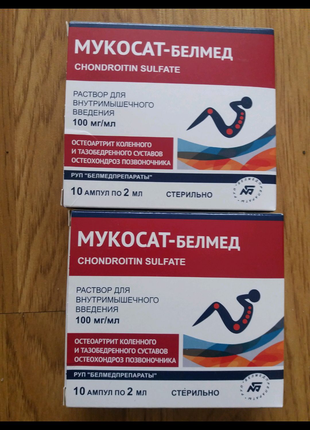 МУКОСАТ-БЕЛМЕД
CHONDROITIN SULFATE
РАСТВОР ДЛЯ
ВНУТРИМЫШЕЧНОГО
ВВЕДЕНИЯ
100 мг/мл
ОСТЕОАРТРИТ КОЛЕННОГО
И ТАЗОБЕДРЕННОГО СУСТАВОВ
ОСТЕОХОНДРОЗ ПОЗВОНОЧНИКА
РУП "БЕЛМЕДПРЕПАРАТЫ"
10 АМПУЛ ПО 2 МЛ СТЕРИЛЬНО
МУКОСАТ-БЕЛМЕД
CHONDROITIN SULFATE
РАСТВОР ДЛЯ
ВНУТРИМЫШЕЧНОГО
ВВЕДЕНИЯ
100 мг/мл
ОСТЕОАРТРИТ КОЛЕННОГО
И ТАЗОБЕДРЕННОГО СУСТАВОВ
ОСТЕОХОНДРОЗ ПОЗВОНОЧНИКА
РУП "БЕЛМЕДПРЕПАРАТЫ"
10 АМПУЛ ПО 2 МЛ СТЕРИЛЬНО